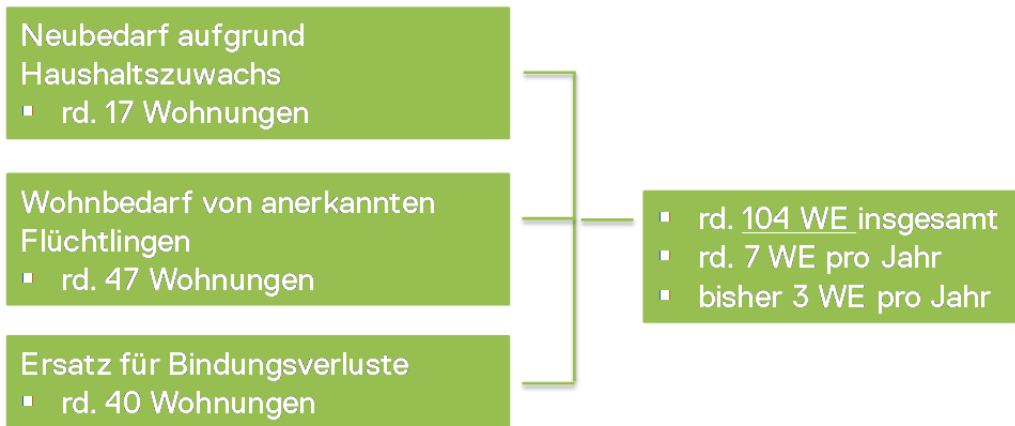 Neubedarf aufgrund
Haushaltszuwachs
▪ rd. 17 Wohnungen
Wohnbedarf von anerkannten
Flüchtlingen
▪ rd. 47 Wohnungen
Ersatz für Bindungsverluste
▪ rd. 40 Wohnungen
▪ rd. 104 WE insgesamt
▪ rd. 7 WE pro Jahr
▪ bisher 3 WE pro Jahr